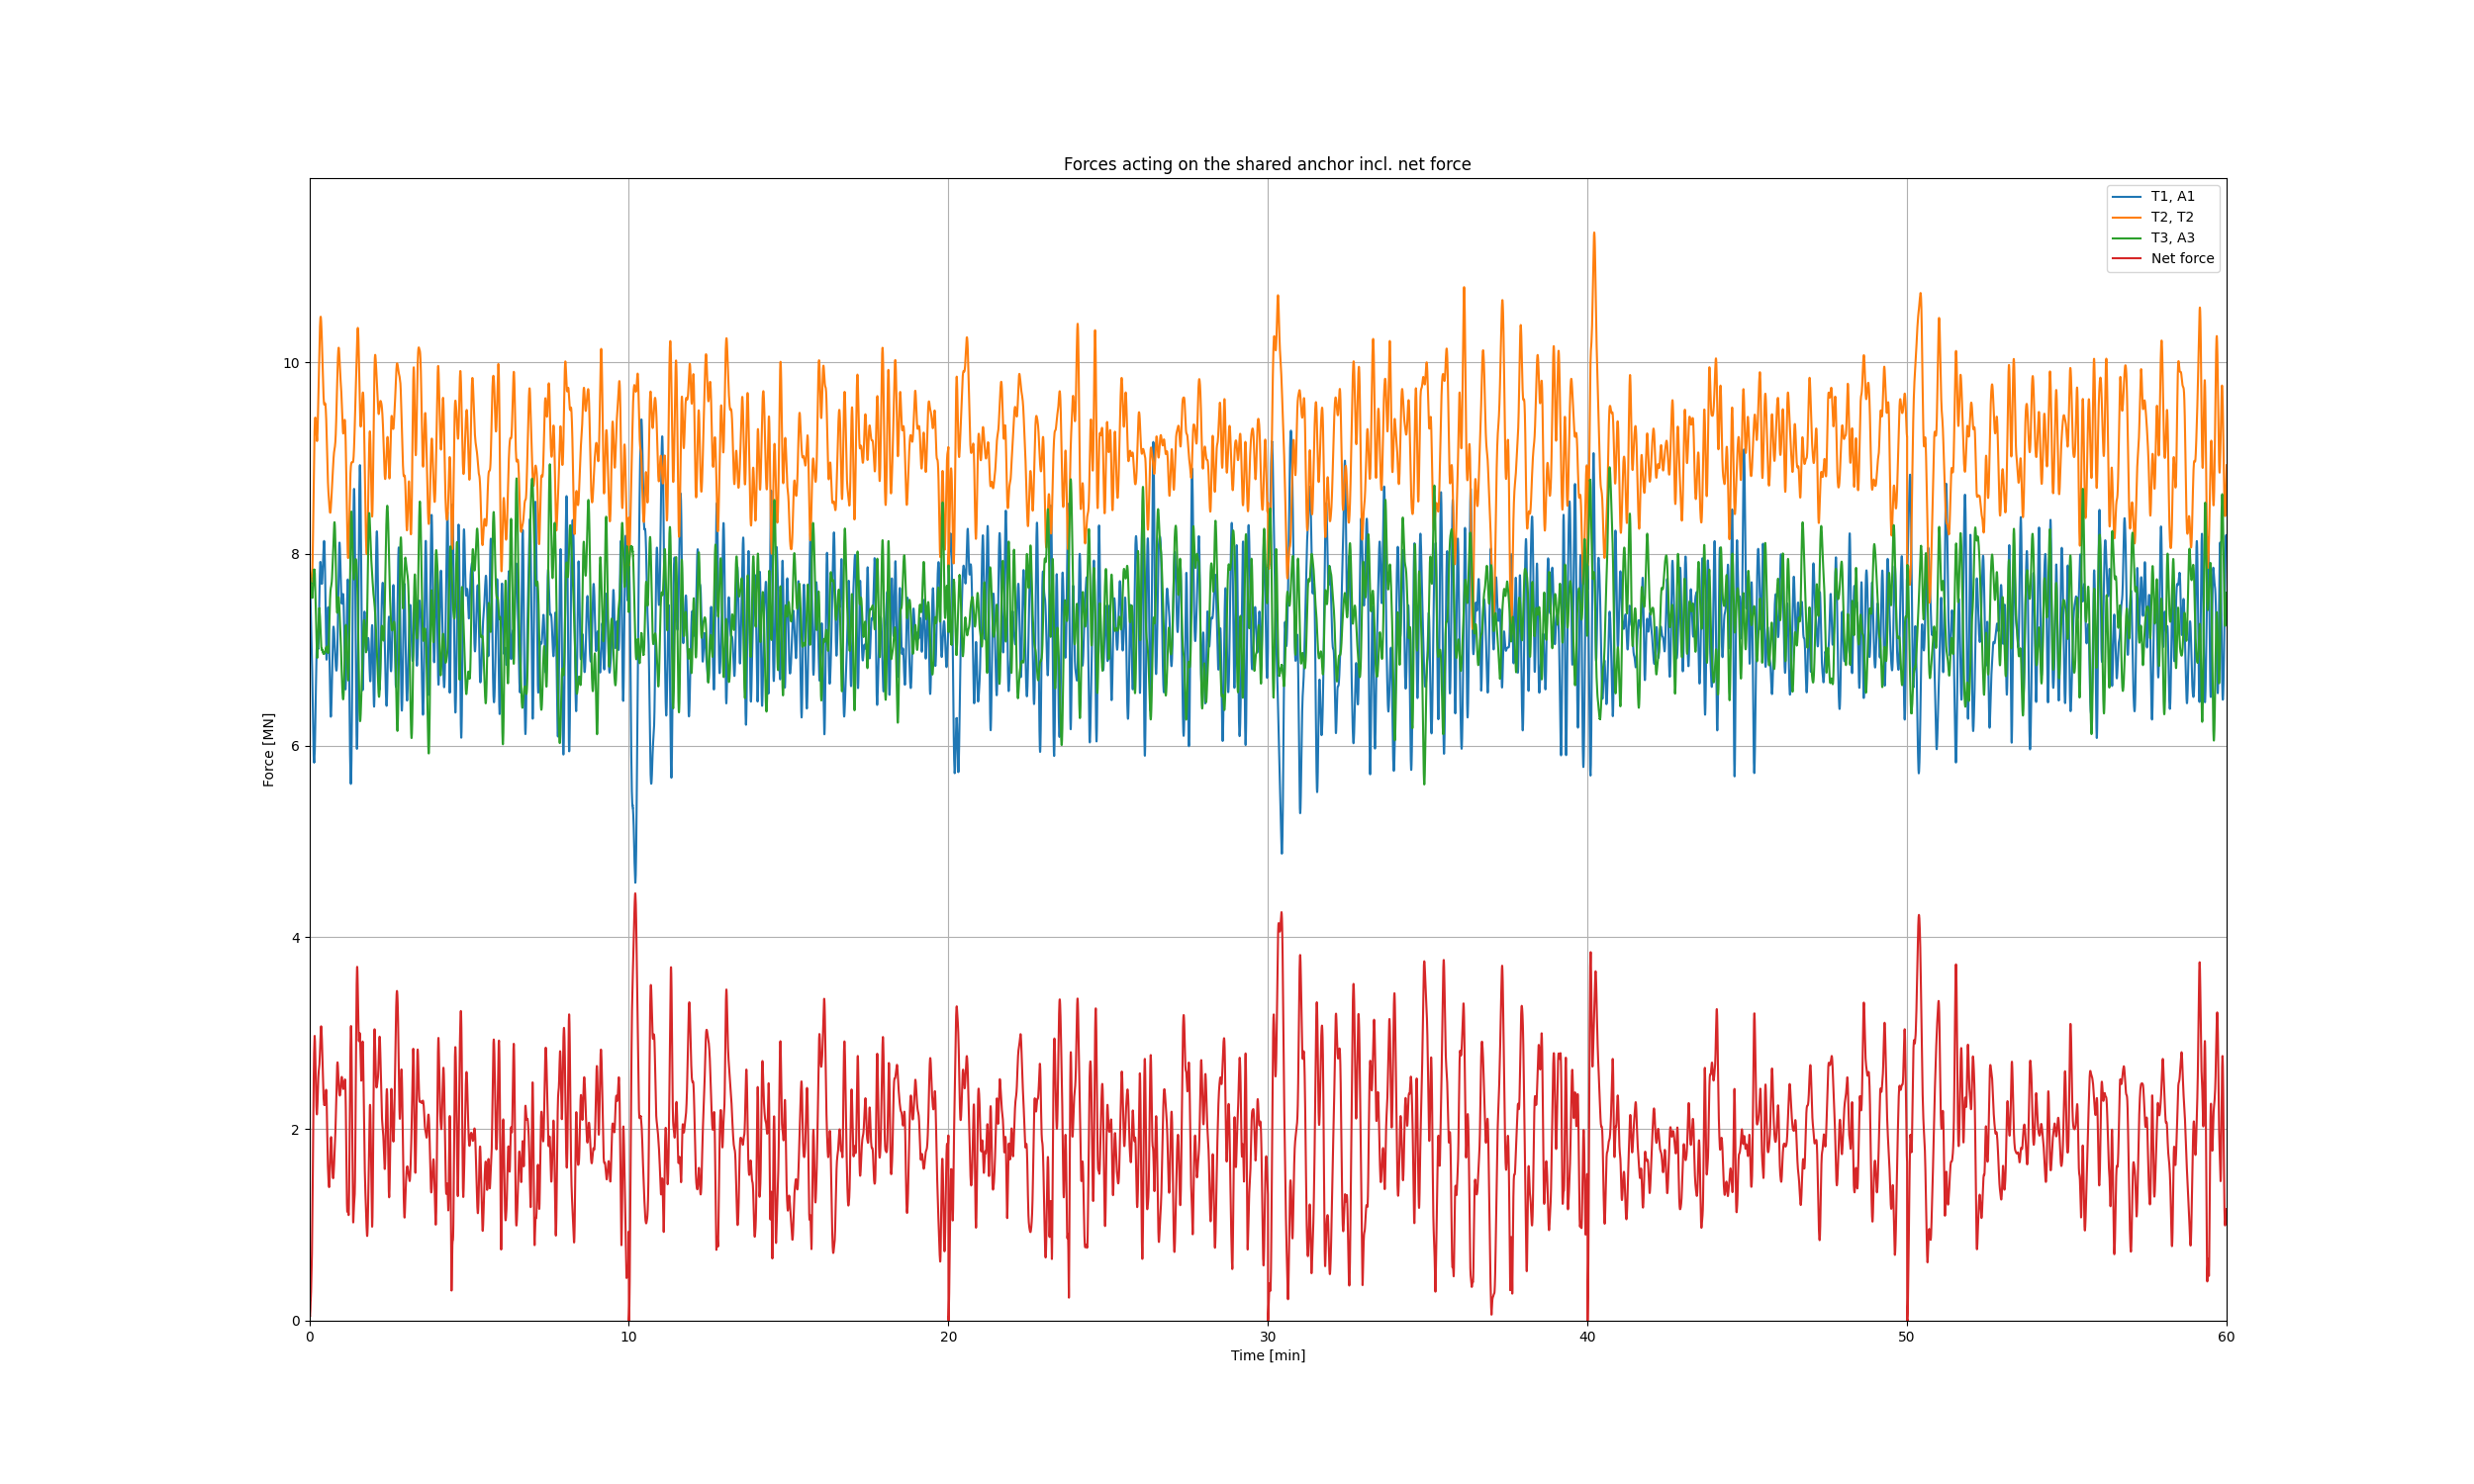 Forces acting on the shared anchor incl. net force
T1, A1
T2, T2
T3, A3
Net force
10
8
6
4
2
0
Force [MN]
0 10 20 30 40 50 60
Time [min]